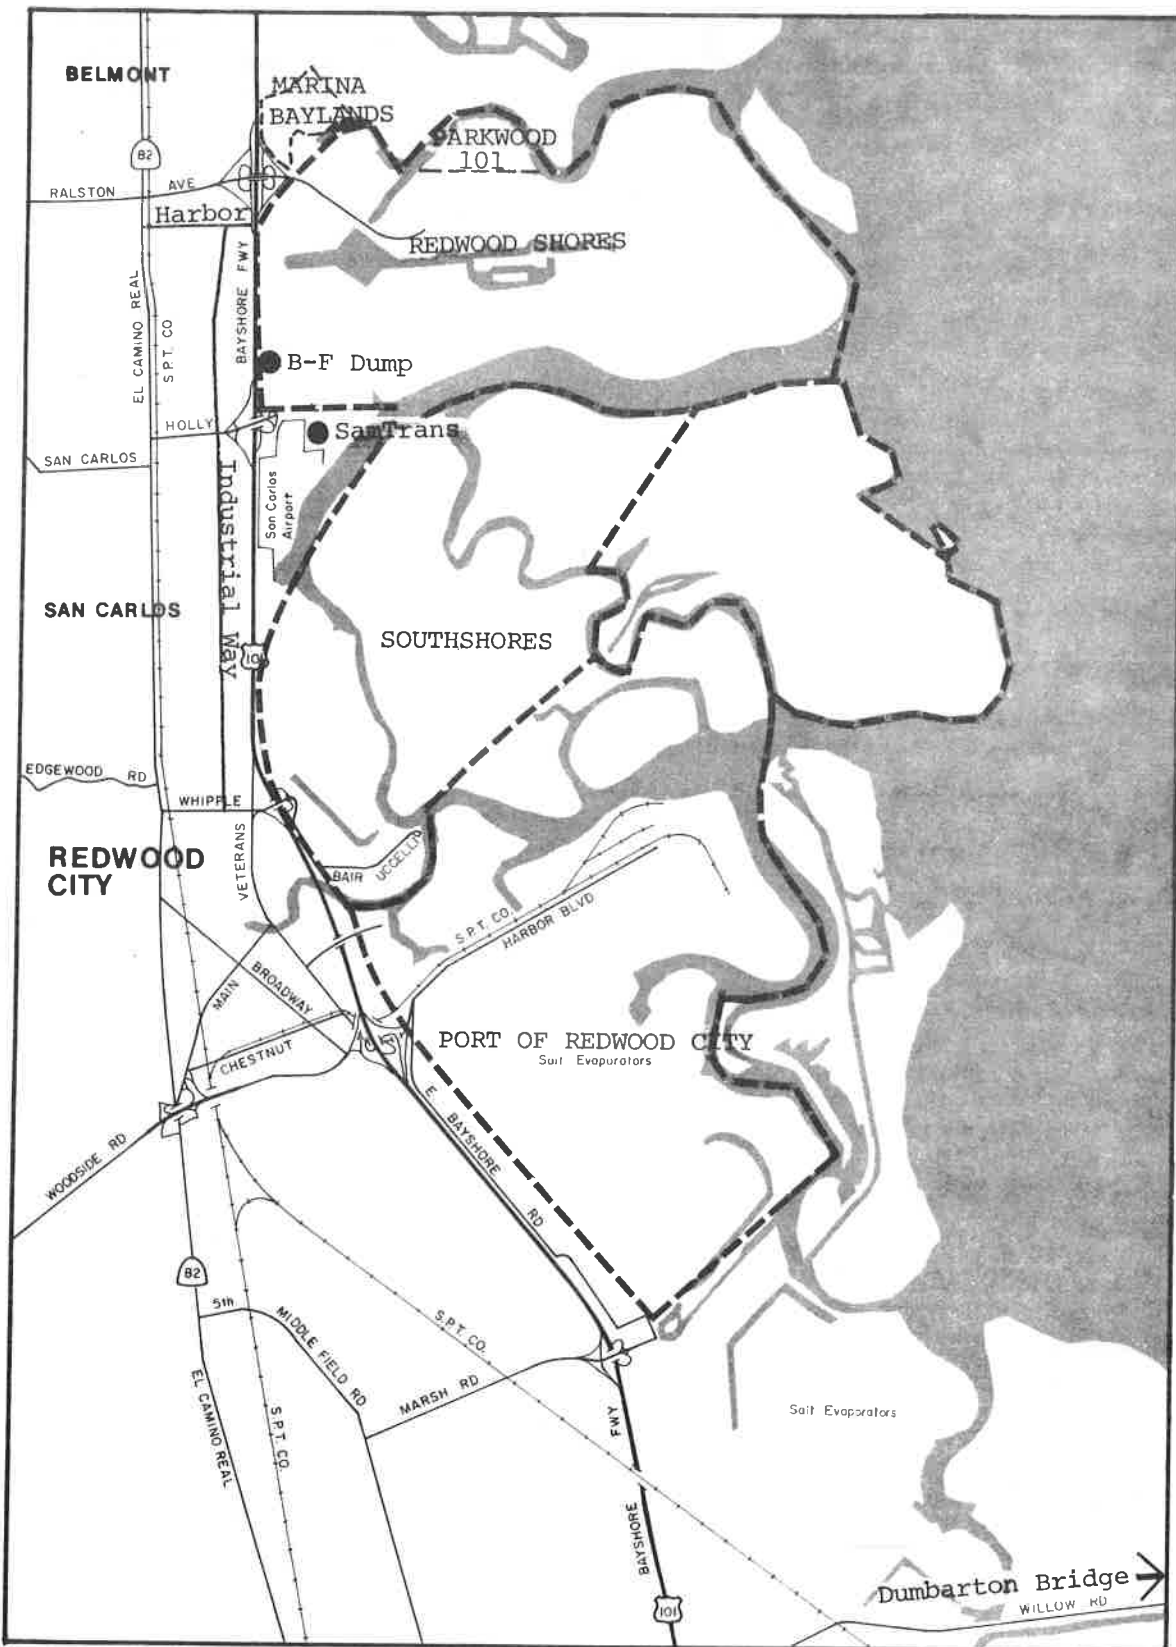 BELMONT
MARINA
BAYLANDS
PARKWOOD
101
82
RALSTON AVE
Harbor
REDWOOD SHORES
BAYSHORE FWY
EL CAMINO REAL
S.P.T. CO
B-F Dump
HOLLY
SamTrans
SAN CARLOS
San Carlos
Airport
Industrial Way
SAN CARLOS
SOUTHSHORES
101
EDGEWOOD RD
WHIPPLE
VETERANS
REDWOOD
CITY
BAIR
UCCELLI
S.P.T. CO.
HARBOR BLVD
MAIN
BROADWAY
CHESTNUT
PORT OF REDWOOD CITY
Salt Evaporators
E BAYSHORE RD
WOODSIDE RD
82
5th
MIDDLE FIELD RD
S.P.T. CO.
MARSH RD
EL CAMINO REAL
S.P.T. CO.
FWY
BAYSHORE
Salt Evaporators
101
Dumbarton Bridge
WILLOW RD